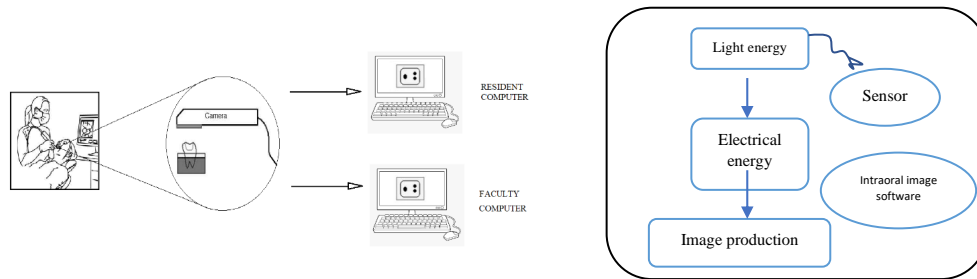 Camera
RESIDENT
COMPUTER
FACULTY
COMPUTER
Light energy
Sensor
Electrical
energy
Intraoral image
software
Image production